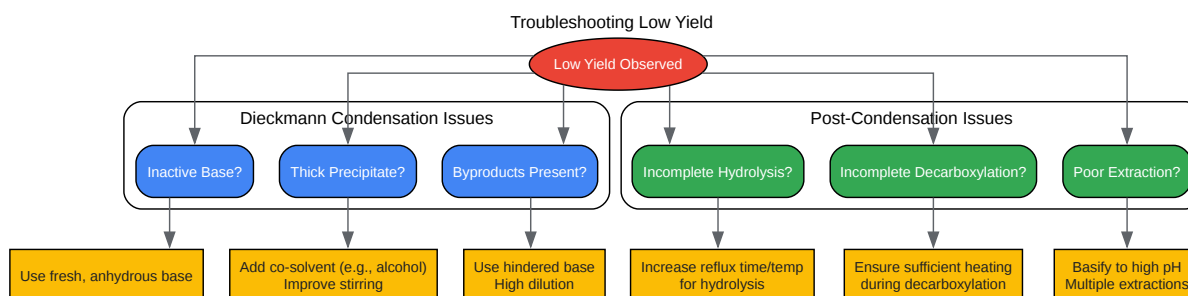 Troubleshooting Low Yield
Low Yield Observed
Dieckmann Condensation Issues
Post-Condensation Issues
Inactive Base?
Thick Precipitate?
Byproducts Present?
Incomplete Hydrolysis?
Incomplete Decarboxylation?
Poor Extraction?
Use fresh, anhydrous base
Add co-solvent (e.g., alcohol)
Improve stirring
Use hindered base
High dilution
Increase reflux time/temp
for hydrolysis
Ensure sufficient heating
during decarboxylation
Basify to high pH
Multiple extractions